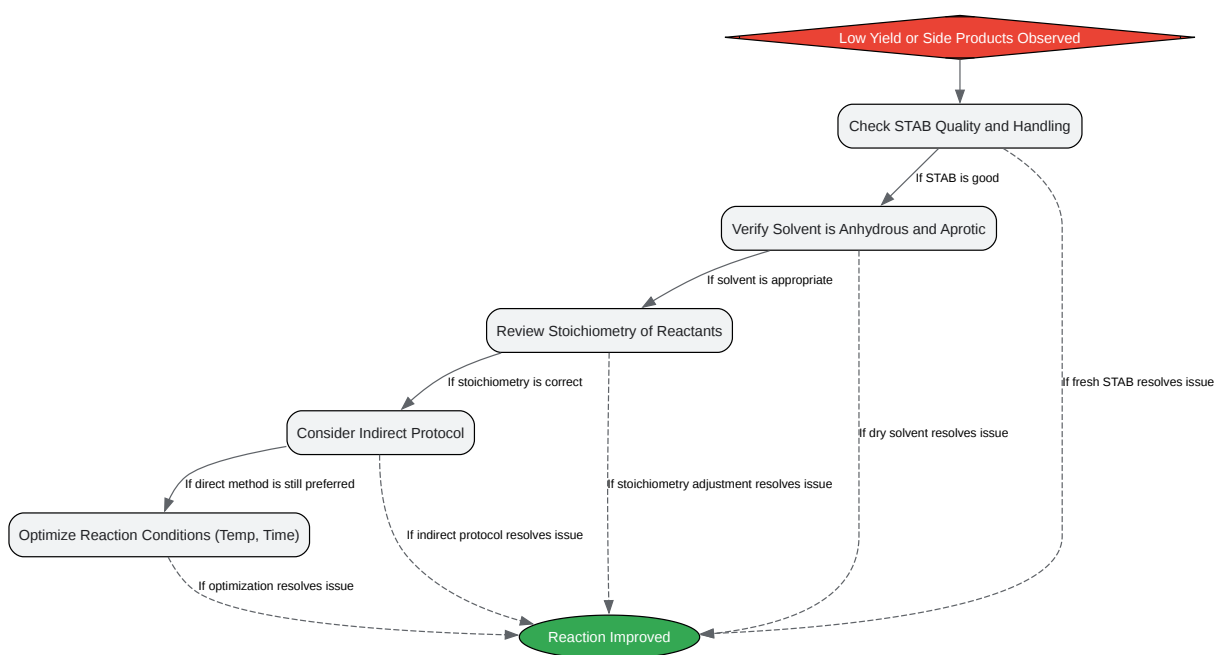 Low Yield or Side Products Observed
Check STAB Quality and Handling
If STAB is good
Verify Solvent is Anhydrous and Aprotic
If solvent is appropriate
Review Stoichiometry of Reactants
If stoichiometry is correct
If fresh STAB resolves issue
Consider Indirect Protocol
If dry solvent resolves issue
If direct method is still preferred
If stoichiometry adjustment resolves issue
Optimize Reaction Conditions (Temp, Time)
If indirect protocol resolves issue
If optimization resolves issue
Reaction Improved